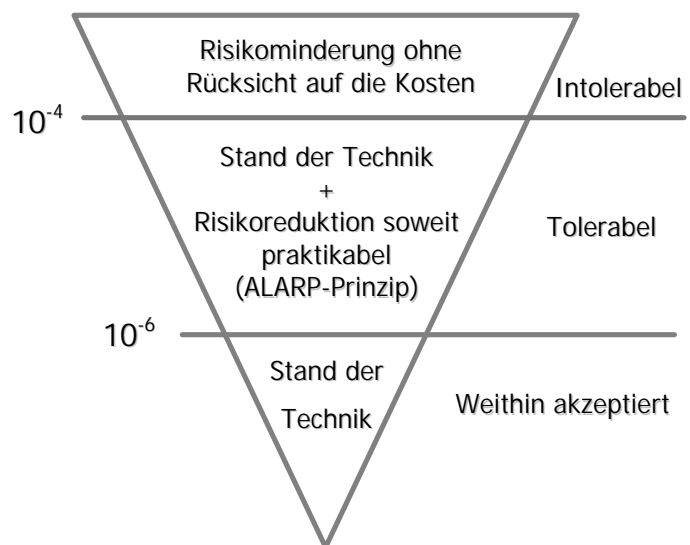 Risikominderung ohne
Rücksicht auf die Kosten
Intolerabel
10⁻⁴
Stand der Technik
+
Risikoreduktion soweit
praktikabel
(ALARP-Prinzip)
Tolerabel
10⁻⁶
Stand der
Technik
Weithin akzeptiert